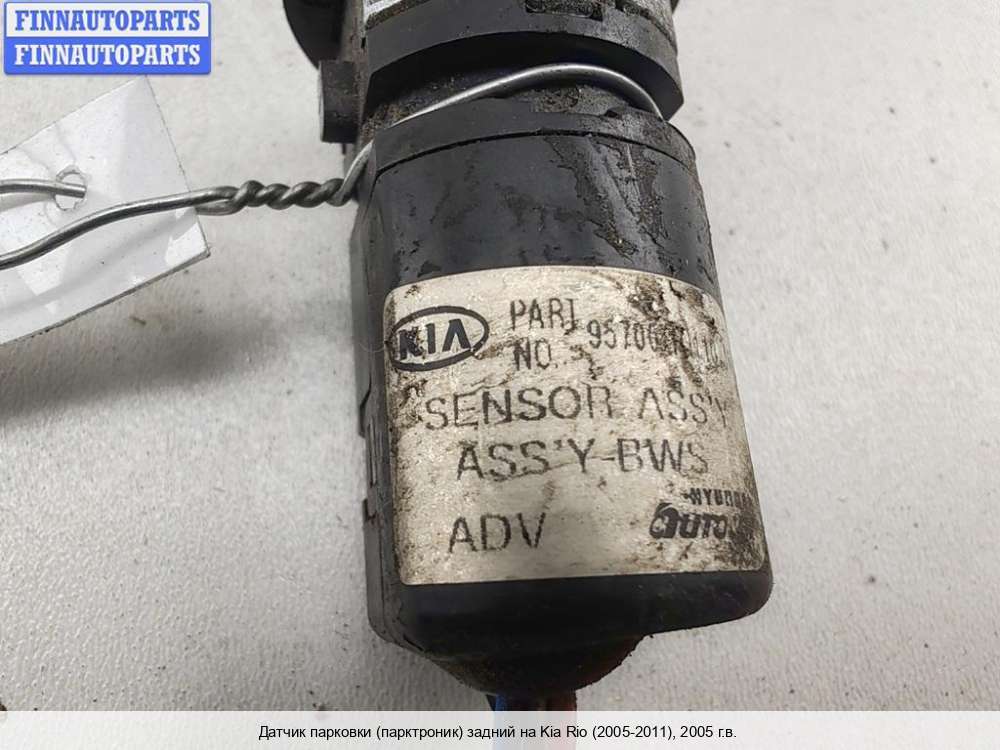 FINNAUTOPARTS
FINNAUTOPARTS
KIA
PART NO.
SENSOR ASS'Y
ASS'Y-BWS
ADV
Датчик парковки (парктроник) задний на Kia Rio (2005-2011), 2005 г.в.